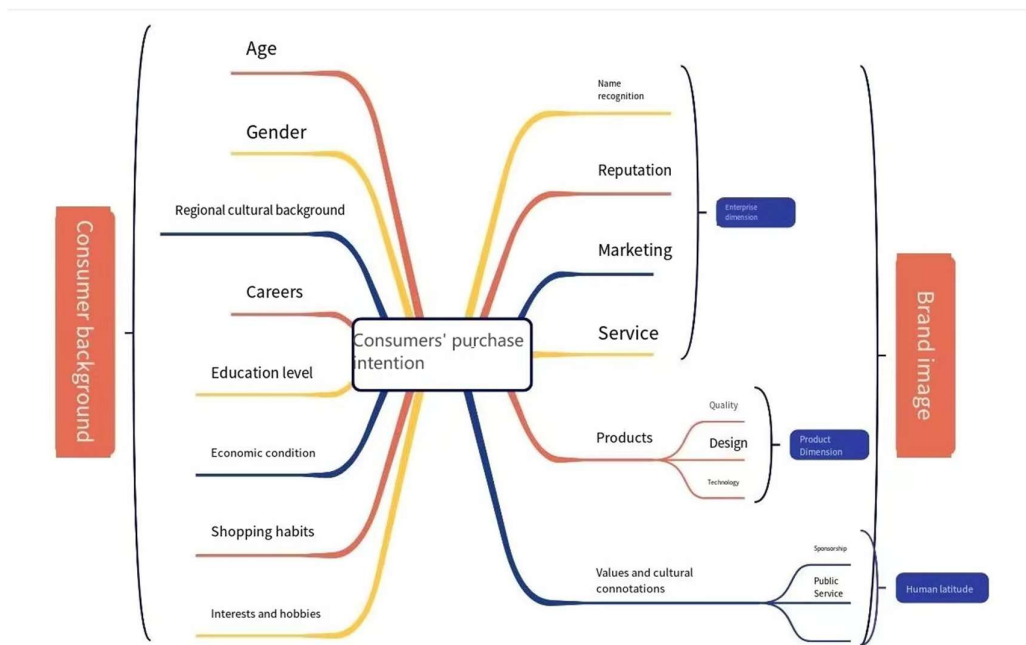 Age
Gender
Regional cultural background
Careers
Education level
Economic condition
Shopping habits
Interests and hobbies
Consumer background
Consumers' purchase
intention
Name
recognition
Reputation
Marketing
Service
Enterprise
dimension
Products
Quality
Design
Technology
Product
Dimension
Values and cultural
connotations
Sponsorship
Public
Service
Human latitude
Brand image